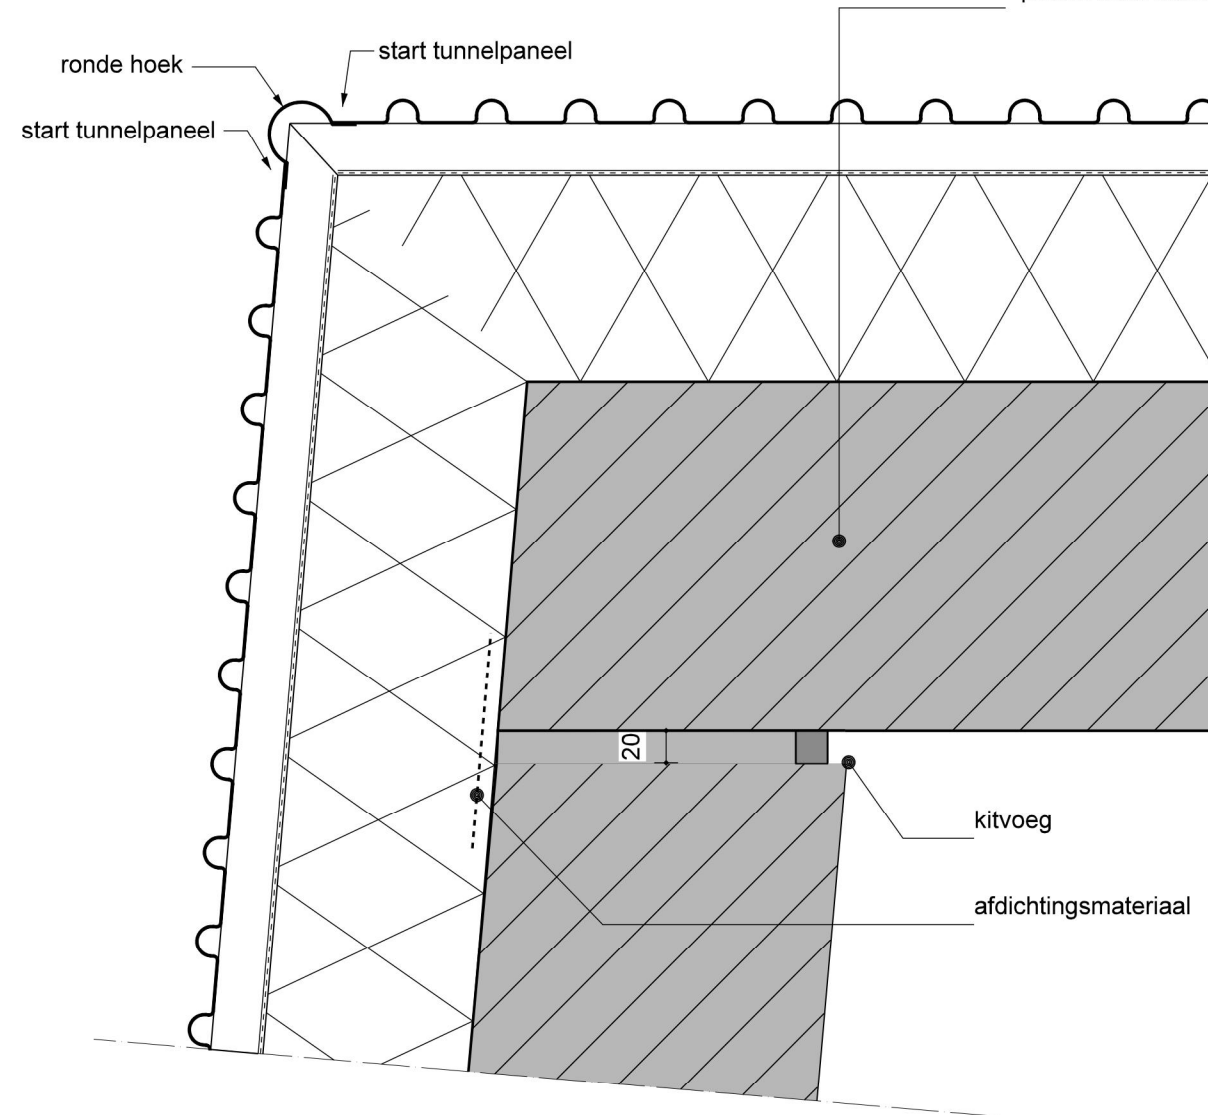 start tunnelpaneel
ronde hoek
start tunnelpaneel
20
kitvoeg
afdichtingsmateriaal